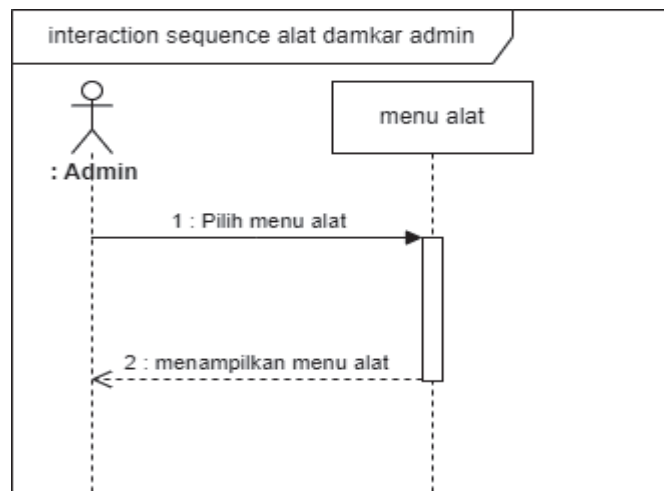 interaction sequence alat damkar admin
menu alat
: Admin
1 : Pilih menu alat
2 : menampilkan menu alat